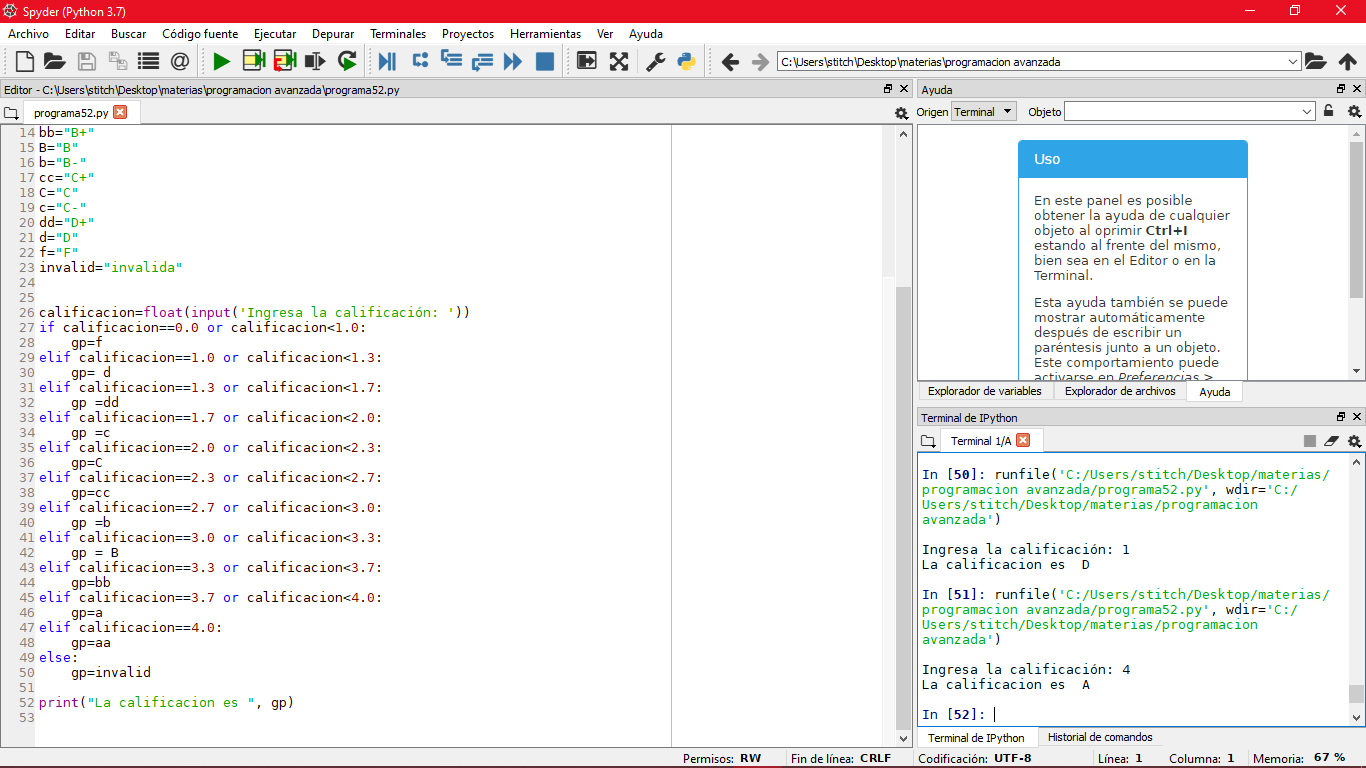 Spyder (Python 3.7)
Archivo Editar Buscar Código fuente Ejecutar Depurar Terminales Proyectos Herramientas Ver Ayuda
C:\Users\stitch\Desktop\materias\programacion avanzada
Editor - C:\Users\stitch\Desktop\materias\programacion avanzada\programa52.py
programa52.py
14 bb="B+"
15 B="B"
16 b="B-"
17 cc="C+"
18 C="C"
19 c="C-"
20 dd="D+"
21 d="D"
22 f="F"
23 invalid="invalida"
24
25
26 calificacion=float(input('Ingresa la calificación: '))
27 if calificacion==0.0 or calificacion<1.0:
28     gp=f
29 elif calificacion==1.0 or calificacion<1.3:
30     gp= d
31 elif calificacion==1.3 or calificacion<1.7:
32     gp =dd
33 elif calificacion==1.7 or calificacion<2.0:
34     gp =c
35 elif calificacion==2.0 or calificacion<2.3:
36     gp=C
37 elif calificacion==2.3 or calificacion<2.7:
38     gp=cc
39 elif calificacion==2.7 or calificacion<3.0:
40     gp =b
41 elif calificacion==3.0 or calificacion<3.3:
42     gp = B
43 elif calificacion==3.3 or calificacion<3.7:
44     gp=bb
45 elif calificacion==3.7 or calificacion<4.0:
46     gp=a
47 elif calificacion==4.0:
48     gp=aa
49 else:
50     gp=invalid
51
52 print("La calificacion es ", gp)
53
Ayuda
Origen Terminal Objeto
Uso
En este panel es posible
obtener la ayuda de cualquier
objeto al oprimir Ctrl+I
estando al frente del mismo,
bien sea en el Editor o en la
Terminal.
Esta ayuda también se puede
mostrar automáticamente
después de escribir un
paréntesis junto a un objeto.
Este comportamiento puede
activarse en Preferencias >
Explorador de variables Explorador de archivos Ayuda
Terminal de IPython
Terminal 1/A
In [50]: runfile('C:/Users/stitch/Desktop/materias/
programacion avanzada/programa52.py', wdir='C:/
Users/stitch/Desktop/materias/programacion
avanzada')
Ingresa la calificación: 1
La calificacion es  D
In [51]: runfile('C:/Users/stitch/Desktop/materias/
programacion avanzada/programa52.py', wdir='C:/
Users/stitch/Desktop/materias/programacion
avanzada')
Ingresa la calificación: 4
La calificacion es  A
In [52]:
Terminal de IPython Historial de comandos
Permisos: RW Fin de línea: CRLF Codificación: UTF-8 Línea: 1 Columna: 1 Memoria: 67 %